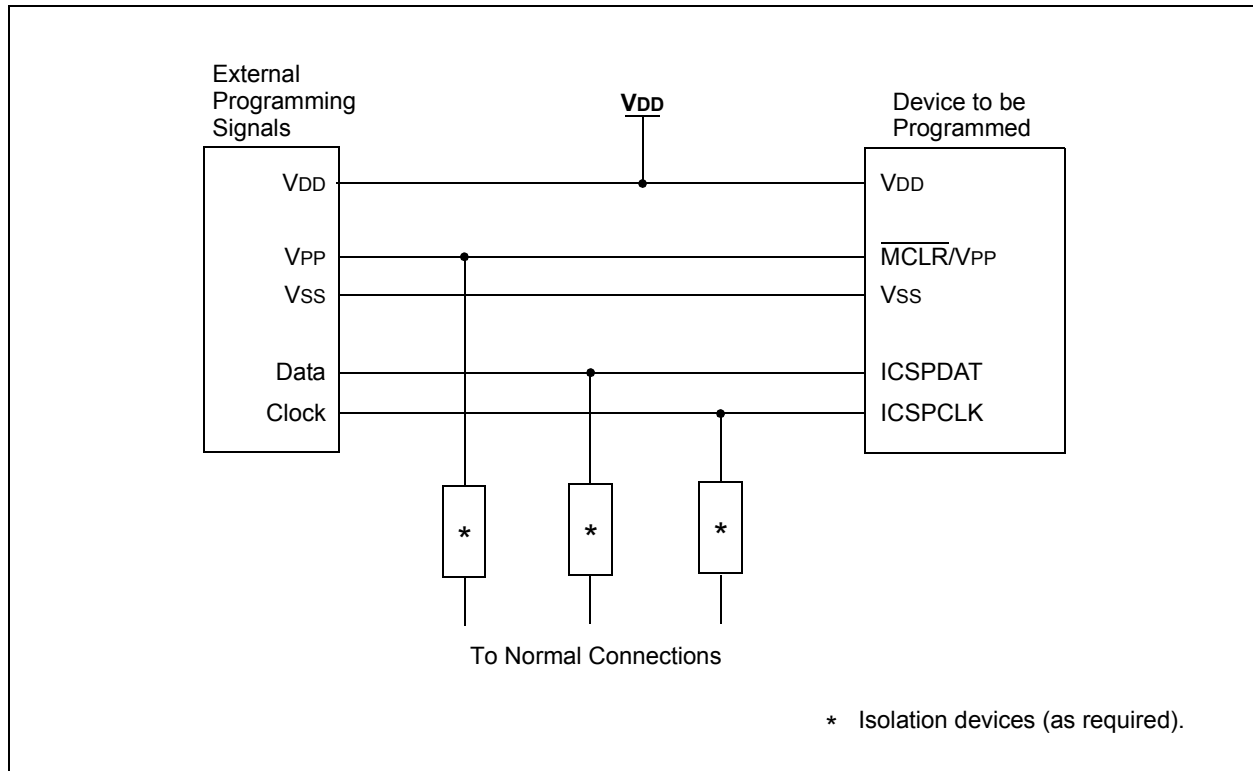 External
Programming
Signals
VDD
Device to be
Programmed
VDD
VPP
VSS
Data
Clock
VDD
MCLR/VPP
VSS
ICSPDAT
ICSPCLK
*
*
*
To Normal Connections
* Isolation devices (as required).